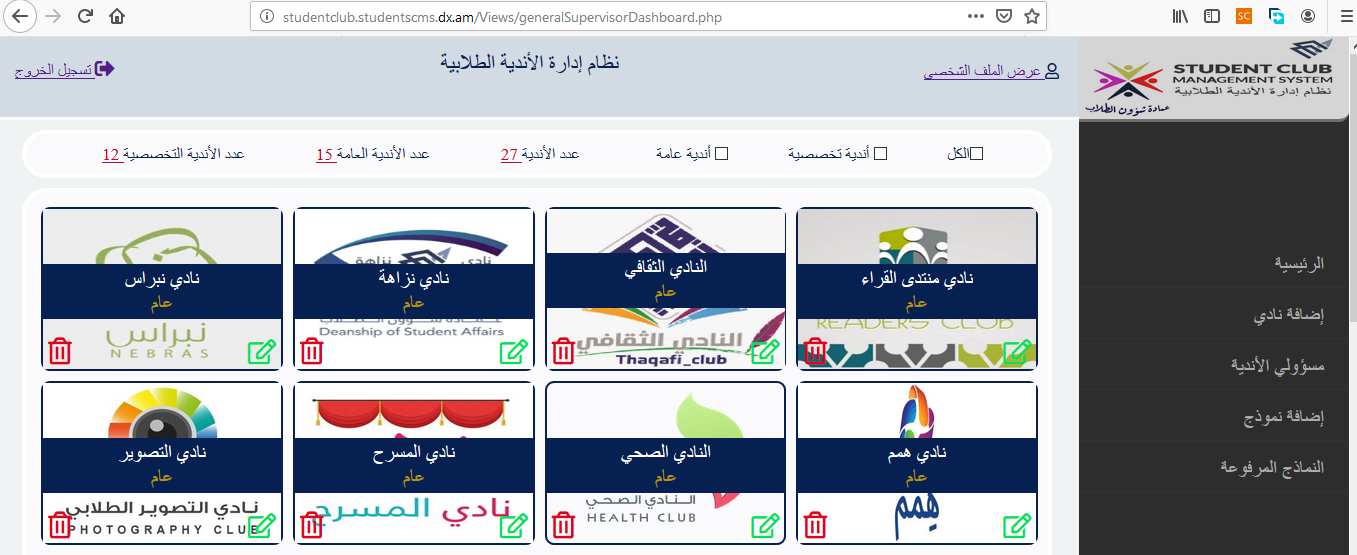 studentclub.studentscms.dx.am/Views/generalSupervisorDashboard.php
SC
STUDENT CLUB
MANAGEMENT SYSTEM
نظام إدارة الأندية الطلابية
عمادة شؤون الطلاب
عرض الملف الشخصي
نظام إدارة الأندية الطلابية
تسجيل الخروج
الكل
أندية تخصصية
أندية عامة
عدد الأندية 27
عدد الأندية العامة 15
عدد الأندية التخصصية 12
الرئيسية
إضافة نادي
مسؤولي الأندية
إضافة نموذج
النماذج المرفوعة
نادي منتدى القراء
عام
READERS CLUB
النادي الثقافي
عام
النادي الثقافي
Thaqafi_club
نادي نزاهة
نادي نزاهة
عام
عمادة شؤون الطلاب
Deanship of Student Affairs
نادي نبراس
عام
نبراس
NEBRAS
نادي همم
عام
همم
النادي الصحي
عام
النادي الصحي
HEALTH CLUB
نادي المسرح
عام
نادي المسرح
نادي التصوير
عام
نادي التصوير الطلابي
PHOTOGRAPHY CLUB